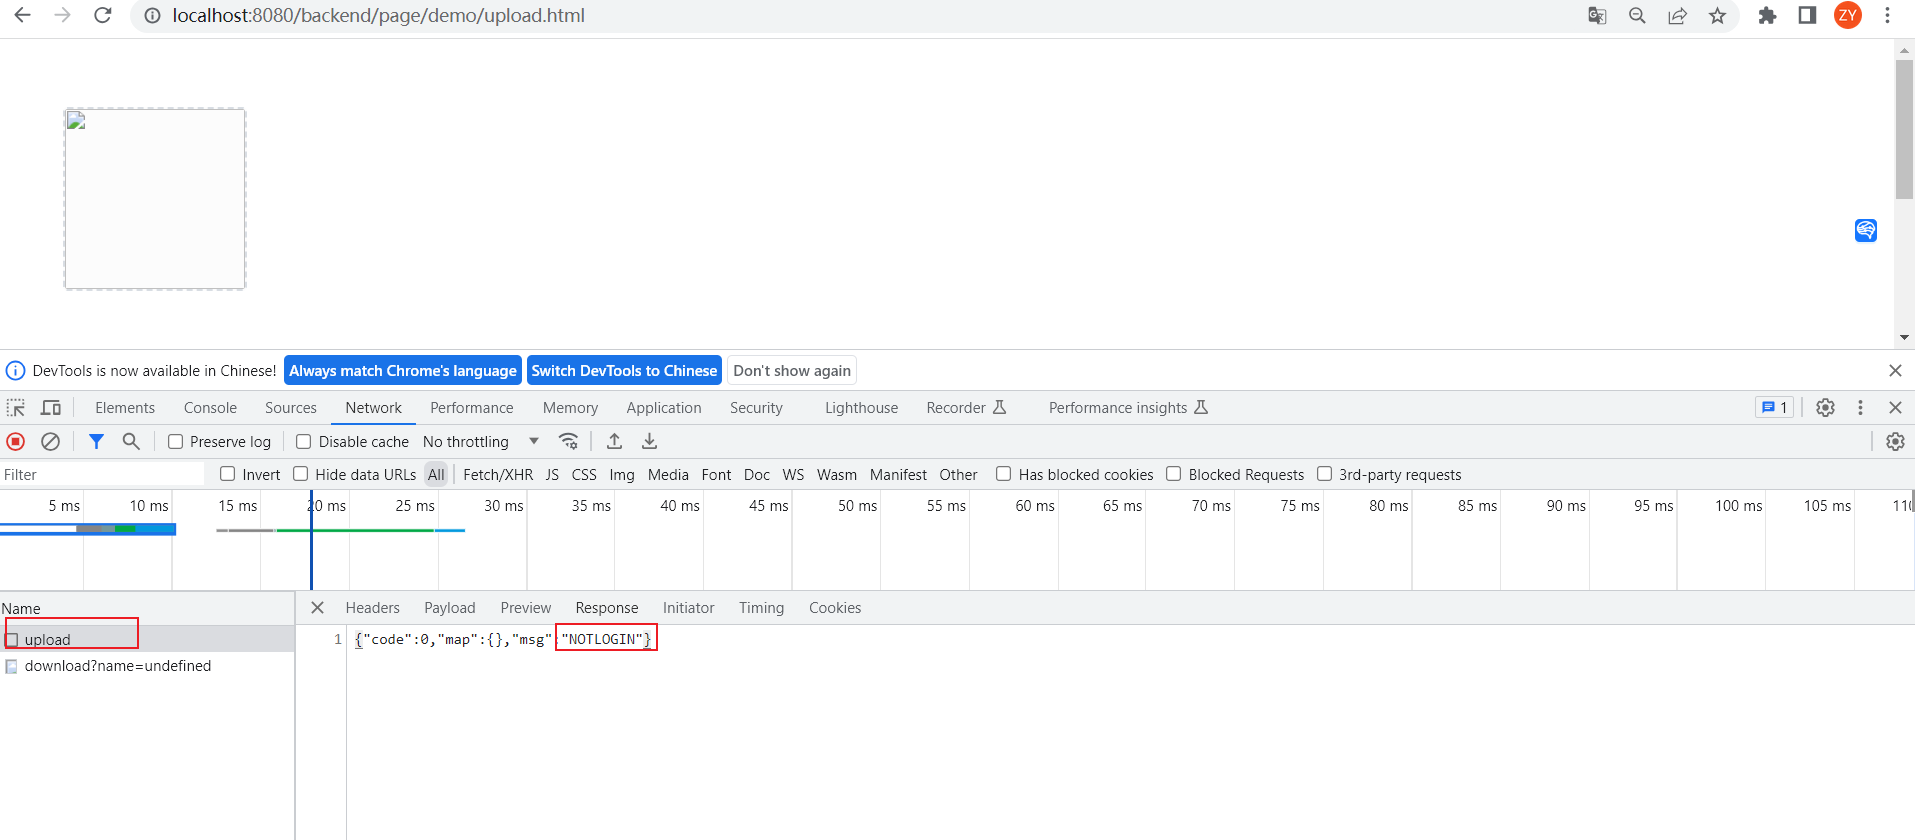 localhost:8080/backend/page/demo/upload.html
ZY
DevTools is now available in Chinese! Always match Chrome's language Switch DevTools to Chinese Don't show again
Elements Console Sources Network Performance Memory Application Security Lighthouse Recorder Performance insights 1
Preserve log Disable cache No throttling
Filter Invert Hide data URLs All Fetch/XHR JS CSS Img Media Font Doc WS Wasm Manifest Other Has blocked cookies Blocked Requests 3rd-party requests
5 ms 10 ms 15 ms 20 ms 25 ms 30 ms 35 ms 40 ms 45 ms 50 ms 55 ms 60 ms 65 ms 70 ms 75 ms 80 ms 85 ms 90 ms 95 ms 100 ms 105 ms
Name Headers Payload Preview Response Initiator Timing Cookies
upload
1 {"code":0,"map":{},"msg":"NOTLOGIN"}
download?name=undefined